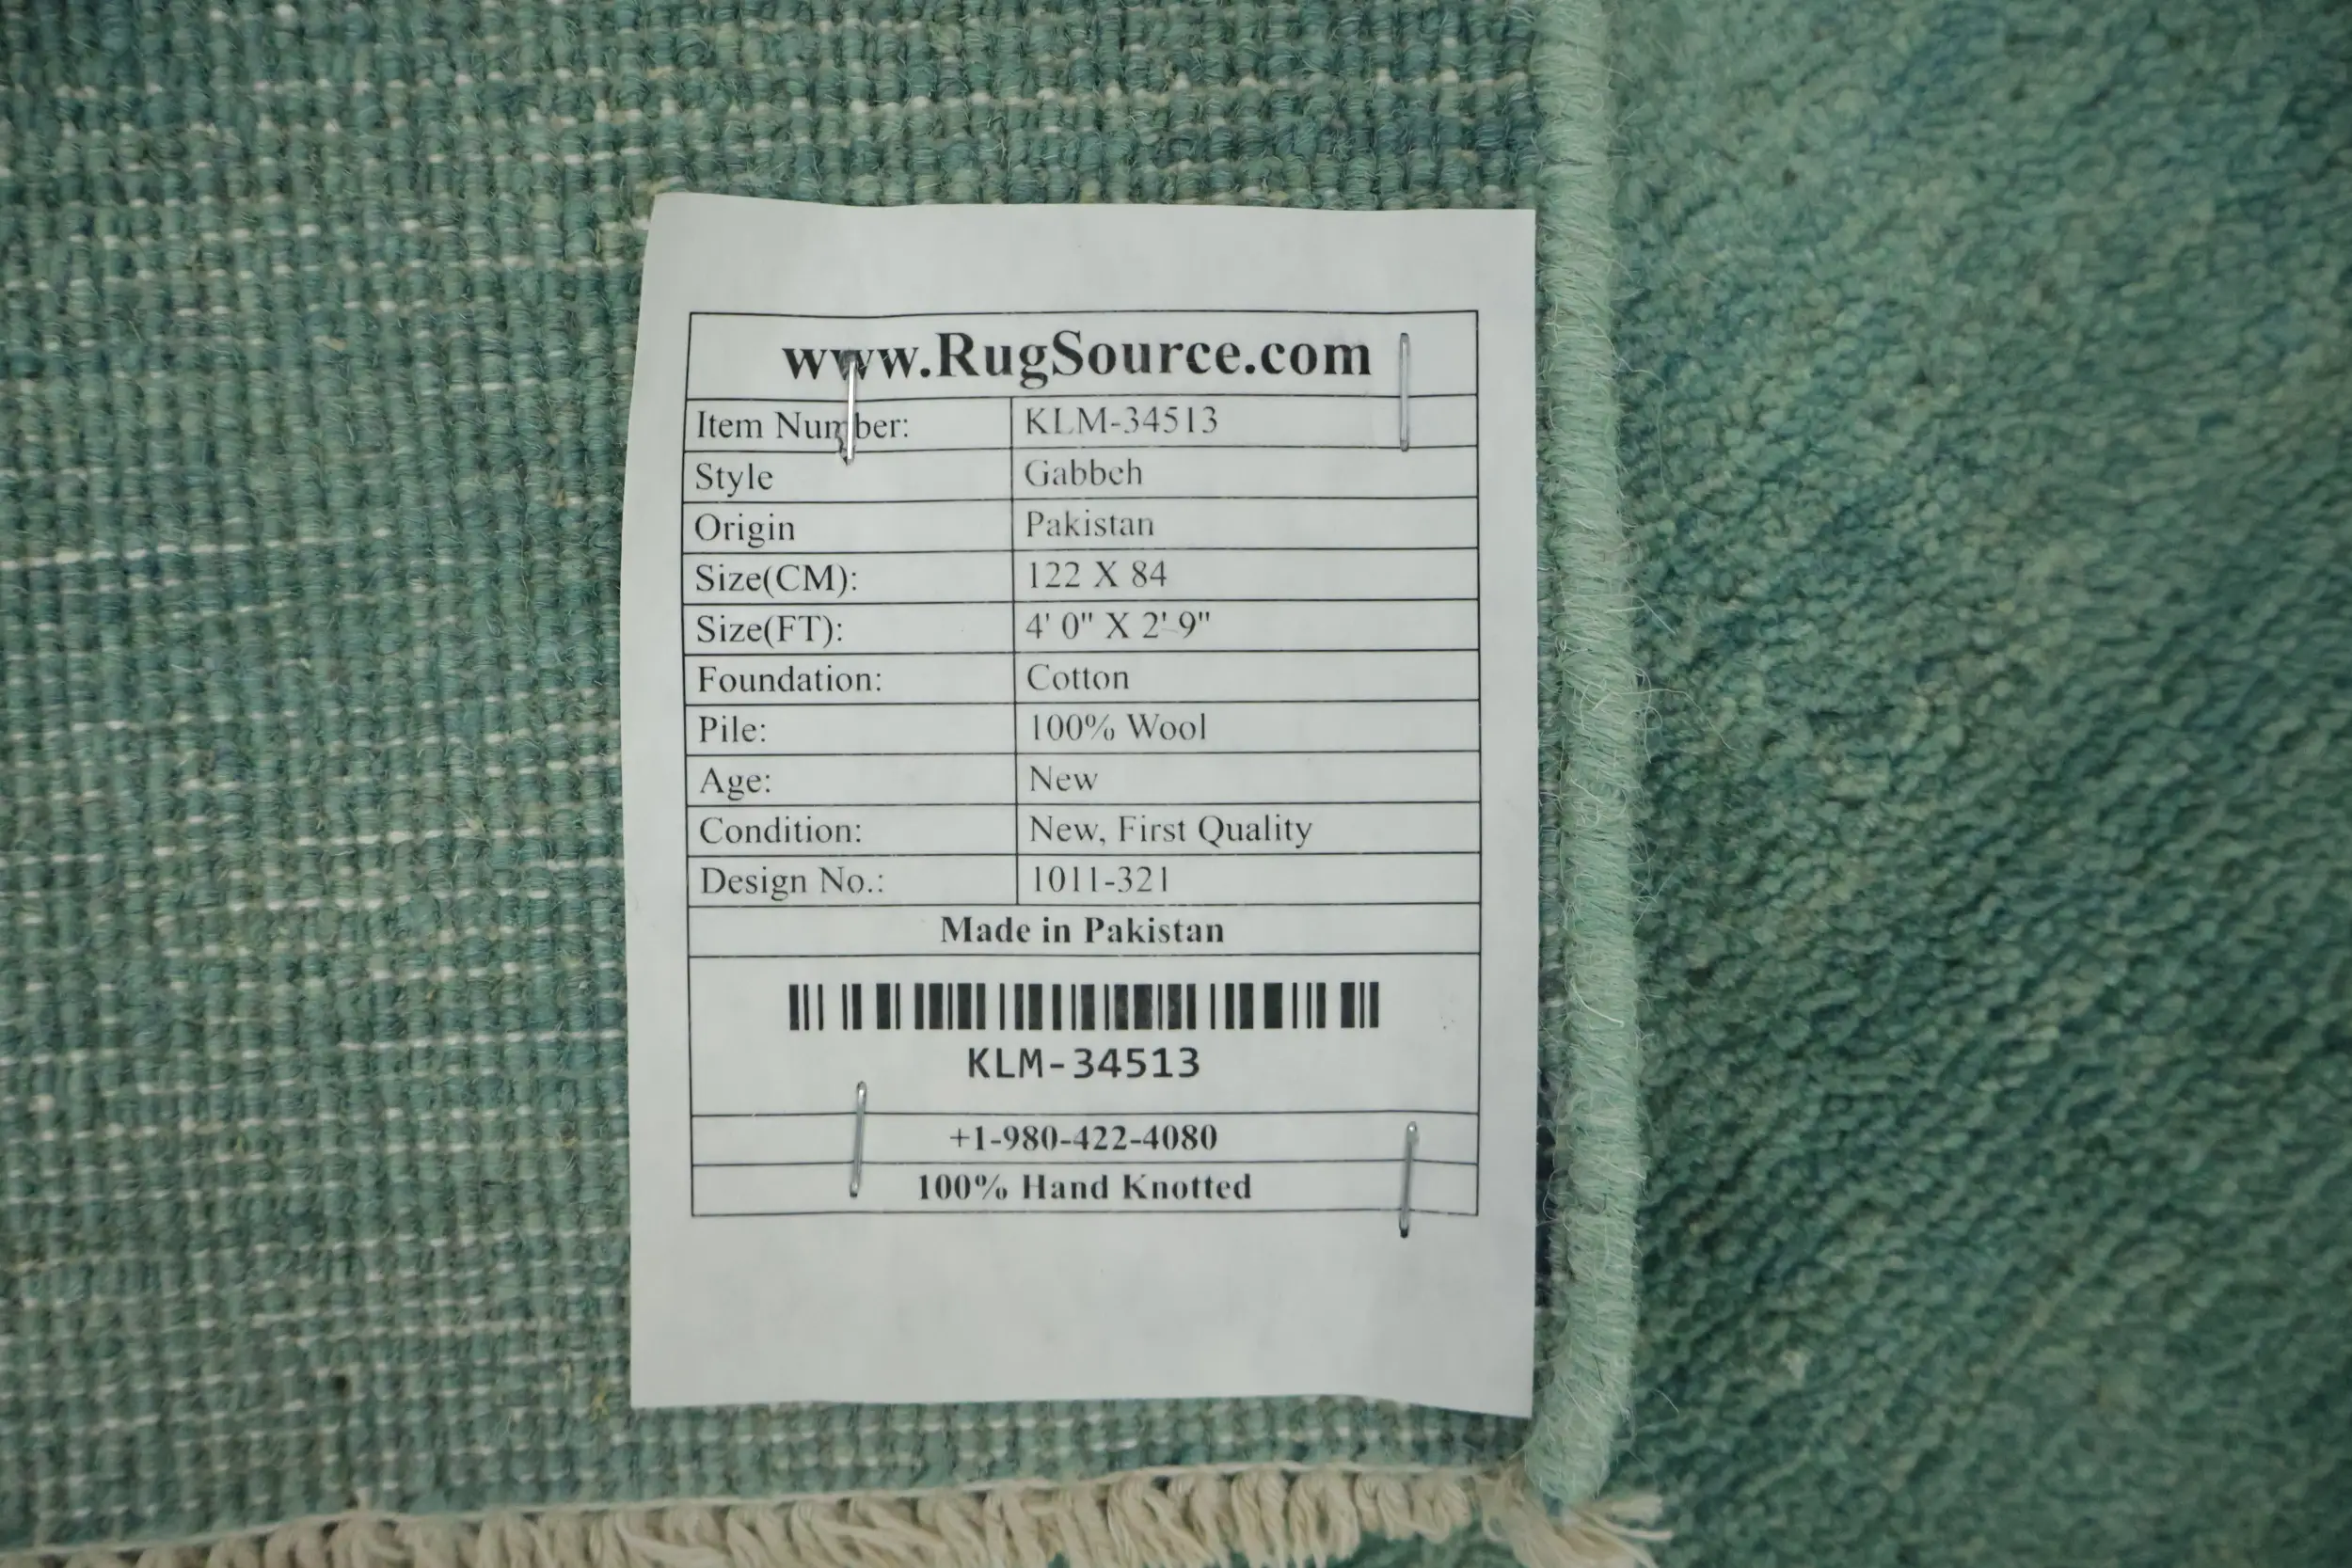 www.RugSource.com
Item Number: KLM-34513
Style Gabbeh
Origin Pakistan
Size(CM): 122 X 84
Size(FT): 4' 0" X 2' 9"
Foundation: Cotton
Pile: 100% Wool
Age: New
Condition: New, First Quality
Design No.: 1011-321
Made in Pakistan
KLM-34513
+1-980-422-4080
100% Hand Knotted